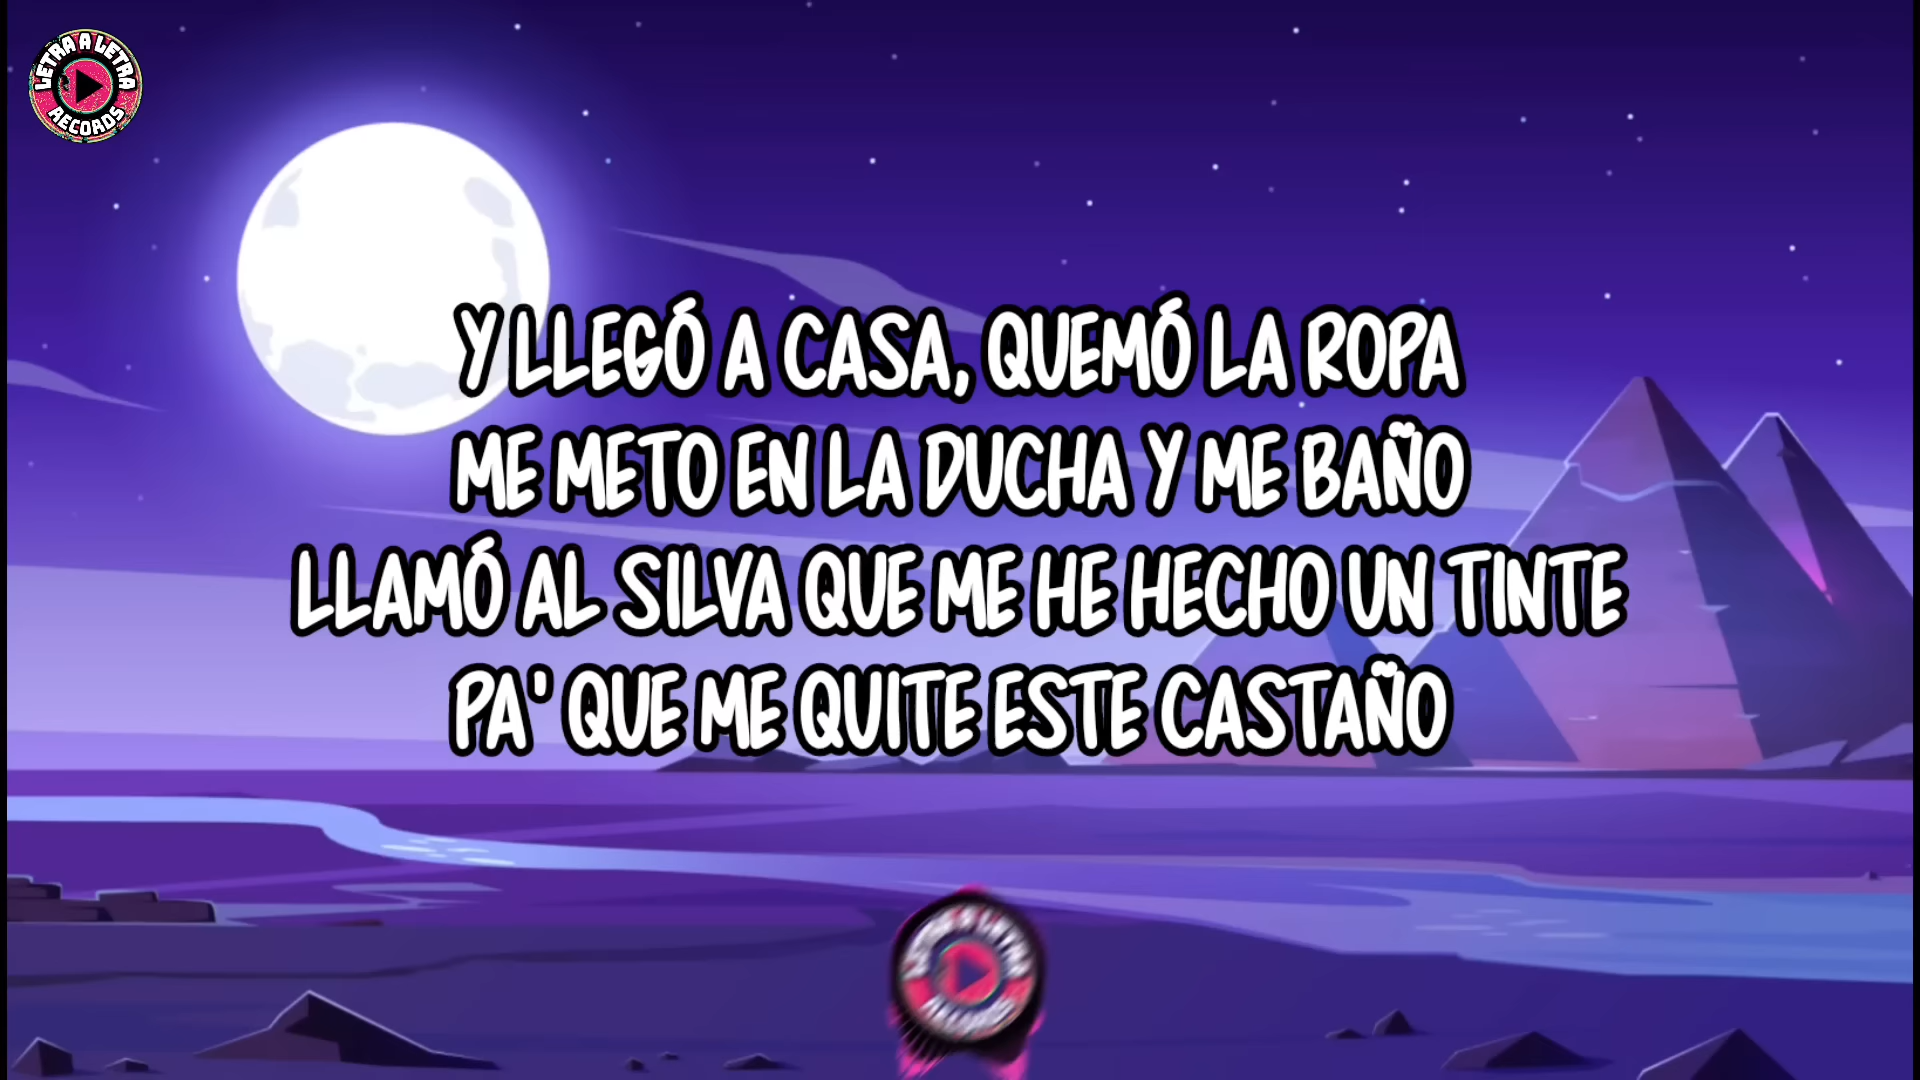 LETRA A LETRA
RECORDS
Y LLEGÓ A CASA, QUEMÓ LA ROPA
ME METO EN LA DUCHA Y ME BAÑO
LLAMÓ AL SILVA QUE ME HE HECHO UN TINTE
PA' QUE ME QUITE ESTE CASTAÑO